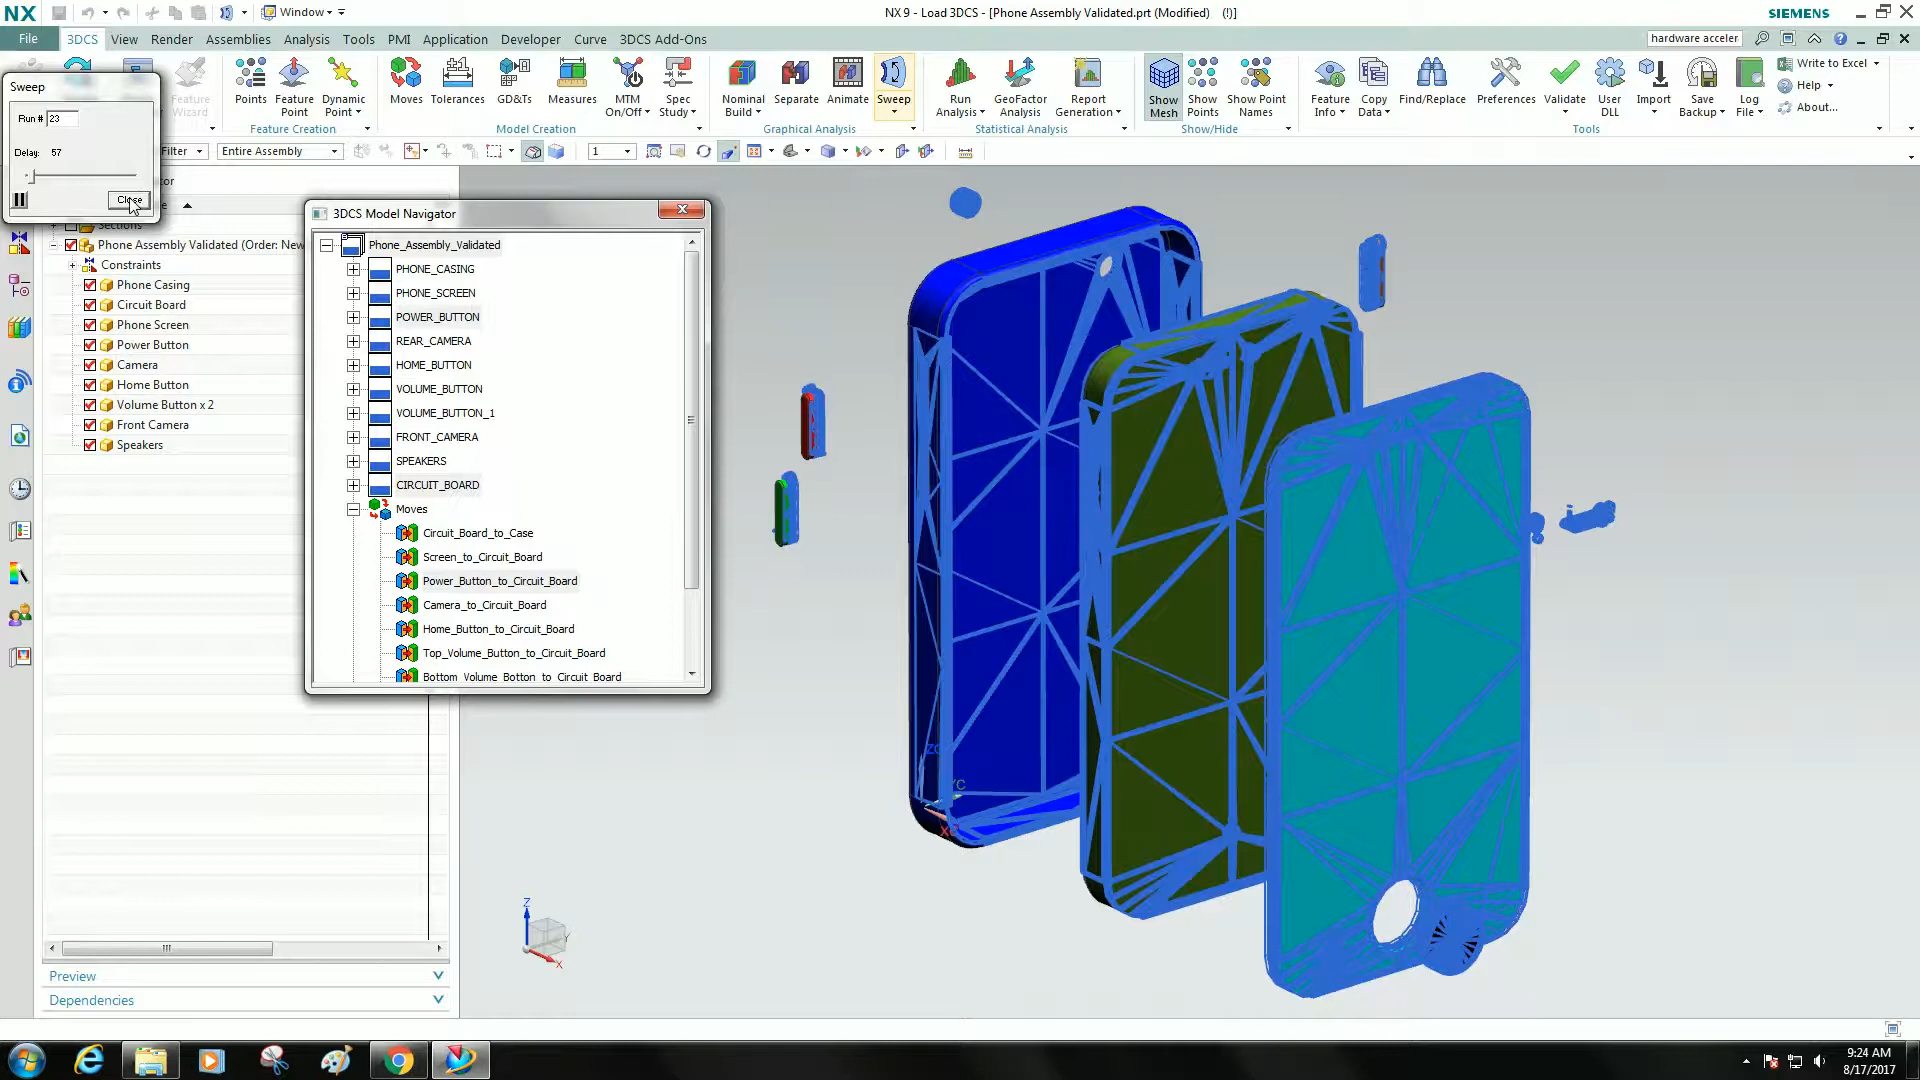 NX
Window
NX 9 - Load 3DCS - [Phone Assembly Validated.prt (Modified) (!)]
SIEMENS
File
3DCS
View
Render
Assemblies
Analysis
Tools
PMI
Application
Developer
Curve
3DCS Add-Ons
hardware acceler
Feature Wizard
Points
Feature Point
Dynamic Point
Feature Creation
Moves
Tolerances
GD&Ts
Measures
MTM On/Off
Spec Study
Model Creation
Nominal Build
Separate
Animate
Sweep
Graphical Analysis
Run Analysis
GeoFactor Analysis
Report Generation
Statistical Analysis
Show Mesh
Show Points
Show Point Names
Show/Hide
Feature Info
Copy Data
Find/Replace
Preferences
Validate
User DLL
Import
Save Backup
Log File
Write to Excel
Help
About...
Tools
Sweep
Run # 23
Delay: 57
Close
Filter
Entire Assembly
1
Sections
Phone Assembly Validated (Order: New
Constraints
Phone Casing
Circuit Board
Phone Screen
Power Button
Camera
Home Button
Volume Button x 2
Front Camera
Speakers
Preview
Dependencies
3DCS Model Navigator
Phone_Assembly_Validated
PHONE_CASING
PHONE_SCREEN
POWER_BUTTON
REAR_CAMERA
HOME_BUTTON
VOLUME_BUTTON
VOLUME_BUTTON_1
FRONT_CAMERA
SPEAKERS
CIRCUIT_BOARD
Moves
Circuit_Board_to_Case
Screen_to_Circuit_Board
Power_Button_to_Circuit_Board
Camera_to_Circuit_Board
Home_Button_to_Circuit_Board
Top_Volume_Button_to_Circuit_Board
Bottom_Volume_Botton_to_Circuit_Board
Z
X
9:24 AM
8/17/2017